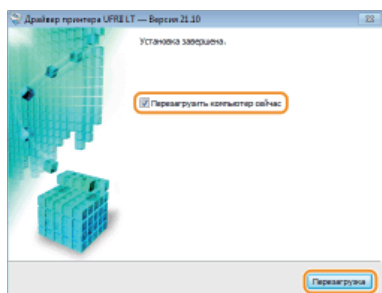 Драйвер принтера UFRII LT — Версия 21.10
Установка завершена.
Перезагрузить компьютер сейчас
Перезагрузка